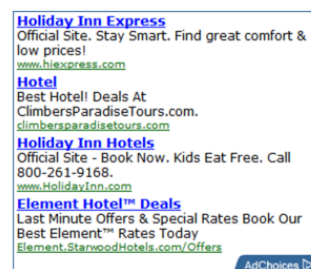 Holiday Inn Express
Official Site. Stay Smart. Find great comfort &
low prices!
www.hiexpress.com
Hotel
Best Hotel! Deals At
ClimbersParadiseTours.com.
climbersparadisetours.com
Holiday Inn Hotels
Official Site - Book Now. Kids Eat Free. Call
800-261-9168.
www.HolidayInn.com
Element Hotel™ Deals
Last Minute Offers & Special Rates Book Our
Best Element™ Rates Today
Element.StarwoodHotels.com/Offers
AdChoices